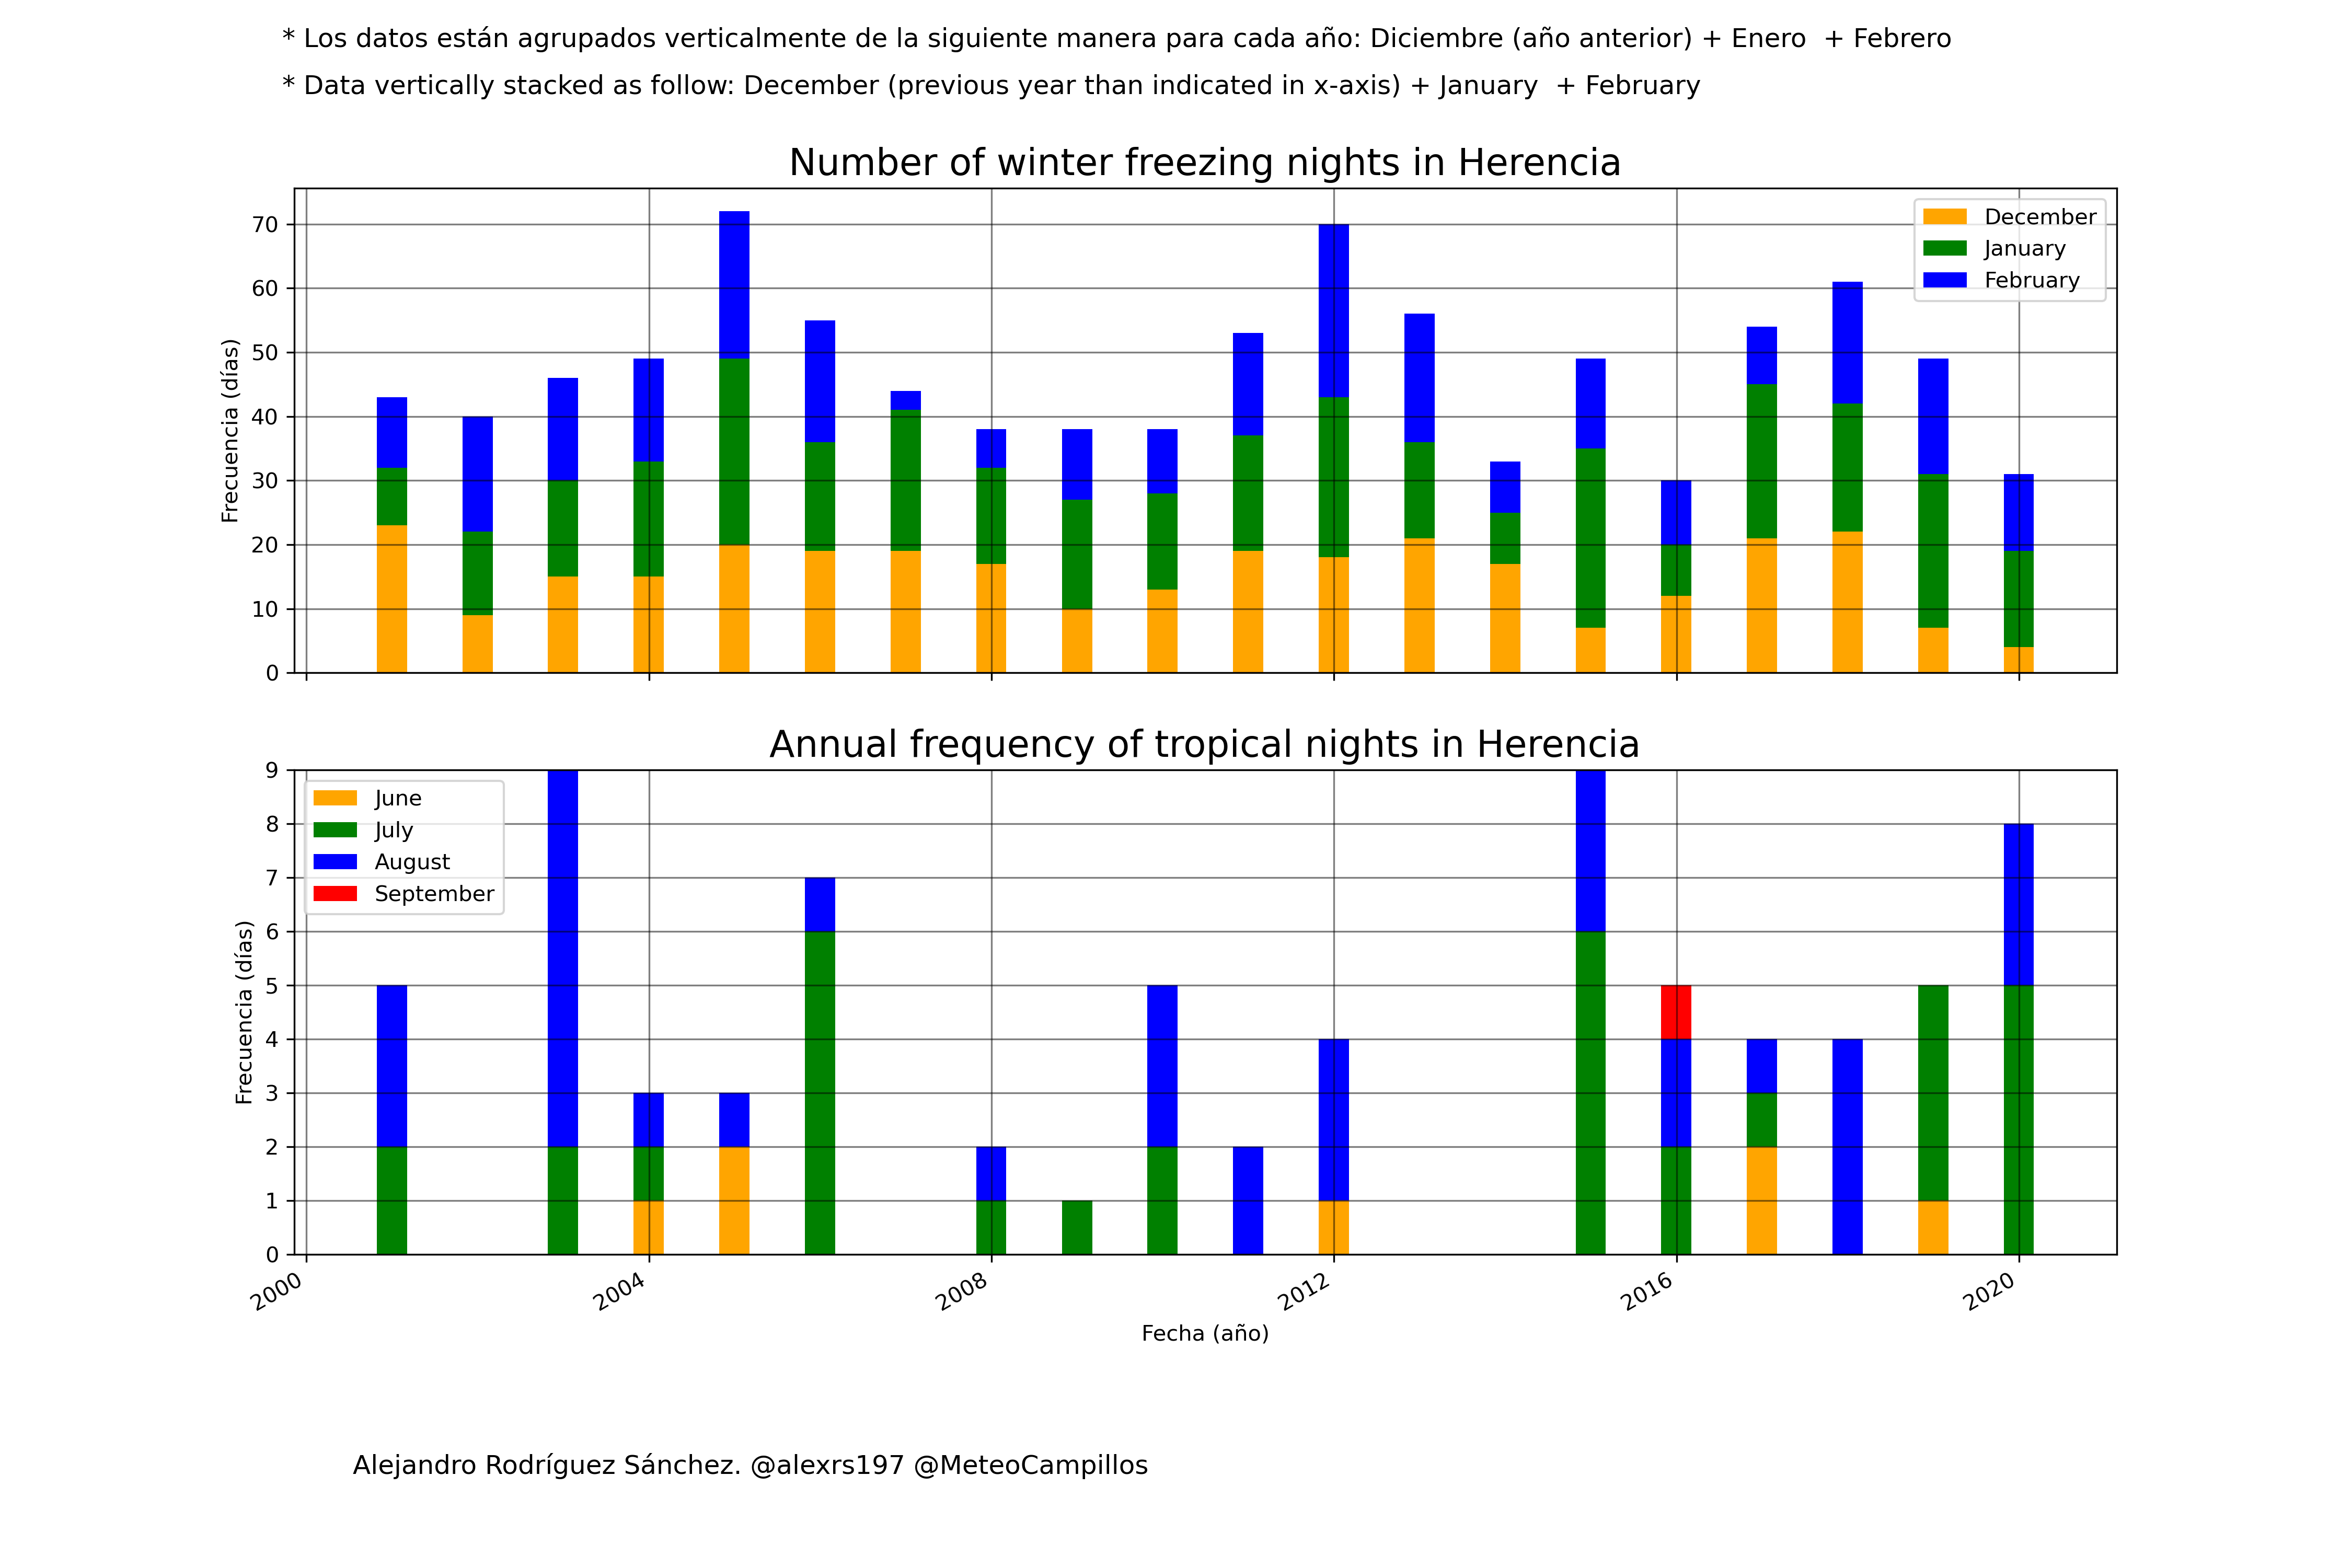 * Los datos están agrupados verticalmente de la siguiente manera para cada año: Diciembre (año anterior) + Enero  + Febrero
* Data vertically stacked as follow: December (previous year than indicated in x-axis) + January  + February
Number of winter freezing nights in Herencia
Frecuencia (días)
70
60
50
40
30
20
10
0
December
January
February
Annual frequency of tropical nights in Herencia
Frecuencia (días)
9
8
7
6
5
4
3
2
1
0
June
July
August
September
2000
2004
2008
2012
2016
2020
Fecha (año)
Alejandro Rodríguez Sánchez. @alexrs197 @MeteoCampillos